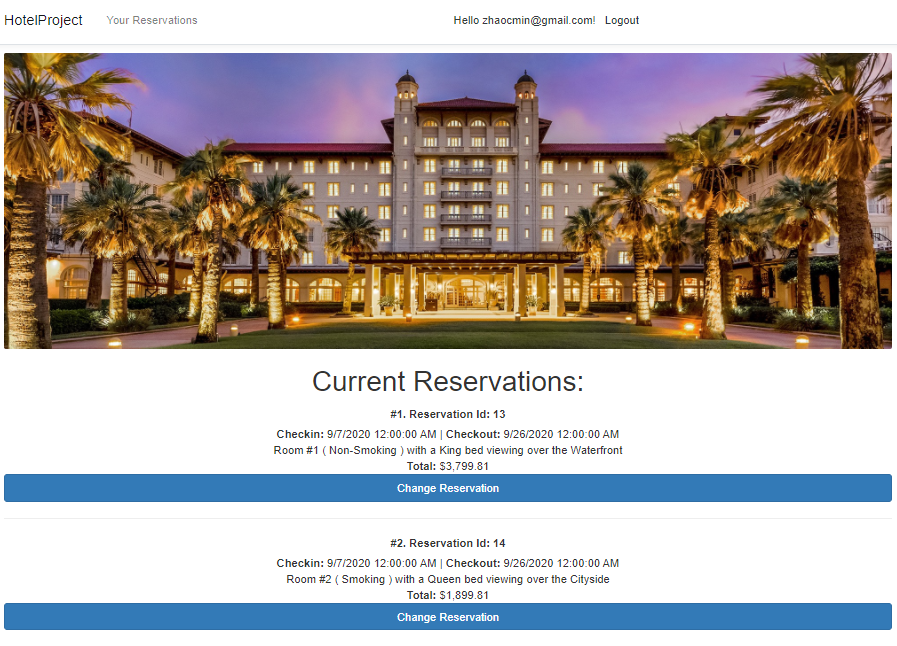 HotelProject Your Reservations Hello zhaocmin@gmail.com! Logout
Current Reservations:
#1. Reservation Id: 13
Checkin: 9/7/2020 12:00:00 AM | Checkout: 9/26/2020 12:00:00 AM
Room #1 ( Non-Smoking ) with a King bed viewing over the Waterfront
Total: $3,799.81
Change Reservation
#2. Reservation Id: 14
Checkin: 9/7/2020 12:00:00 AM | Checkout: 9/26/2020 12:00:00 AM
Room #2 ( Smoking ) with a Queen bed viewing over the Cityside
Total: $1,899.81
Change Reservation